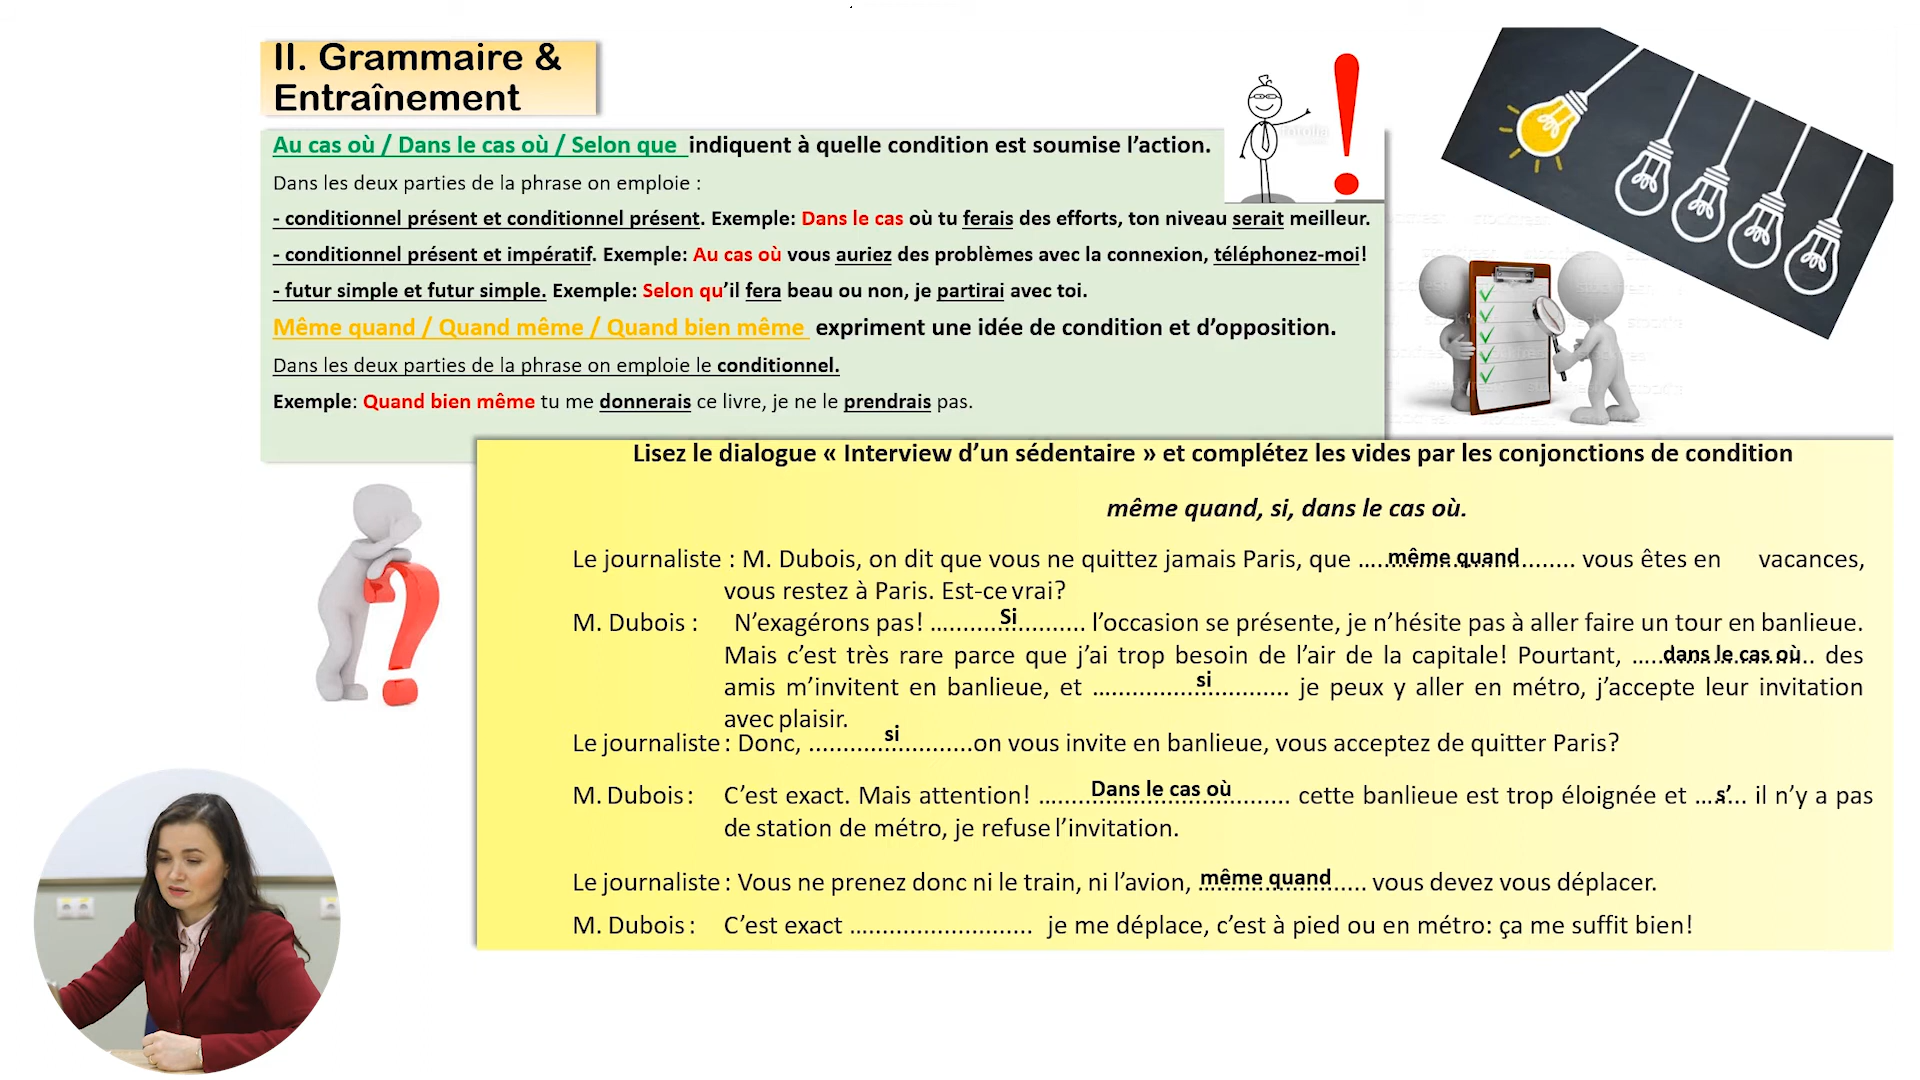 II. Grammaire &
Entraînement
Au cas où / Dans le cas où / Selon que indiquent à quelle condition est soumise l’action.
Dans les deux parties de la phrase on emploie :
- conditionnel présent et conditionnel présent. Exemple: Dans le cas où tu ferais des efforts, ton niveau serait meilleur.
- conditionnel présent et impératif. Exemple: Au cas où vous auriez des problèmes avec la connexion, téléphonez-moi!
- futur simple et futur simple. Exemple: Selon qu’il fera beau ou non, je partirai avec toi.
Même quand / Quand même / Quand bien même expriment une idée de condition et d’opposition.
Dans les deux parties de la phrase on emploie le conditionnel.
Exemple: Quand bien même tu me donnerais ce livre, je ne le prendrais pas.
Lisez le dialogue « Interview d’un sédentaire » et complétez les vides par les conjonctions de condition
même quand, si, dans le cas où.
Le journaliste : M. Dubois, on dit que vous ne quittez jamais Paris, que ….même quand........ vous êtes en vacances,
vous restez à Paris. Est-ce vrai?
M. Dubois : N’exagérons pas! ….......Si.......... l’occasion se présente, je n’hésite pas à aller faire un tour en banlieue.
Mais c’est très rare parce que j’ai trop besoin de l’air de la capitale! Pourtant, ….dans le cas où.. des
amis m’invitent en banlieue, et …..............si............ je peux y aller en métro, j’accepte leur invitation
avec plaisir.
Le journaliste : Donc, ............si............on vous invite en banlieue, vous acceptez de quitter Paris?
M. Dubois : C’est exact. Mais attention! ….....Dans le cas où......... cette banlieue est trop éloignée et ...s’... il n’y a pas
de station de métro, je refuse l’invitation.
Le journaliste : Vous ne prenez donc ni le train, ni l’avion, même quand..... vous devez vous déplacer.
M. Dubois : C’est exact …........................ je me déplace, c’est à pied ou en métro: ça me suffit bien!